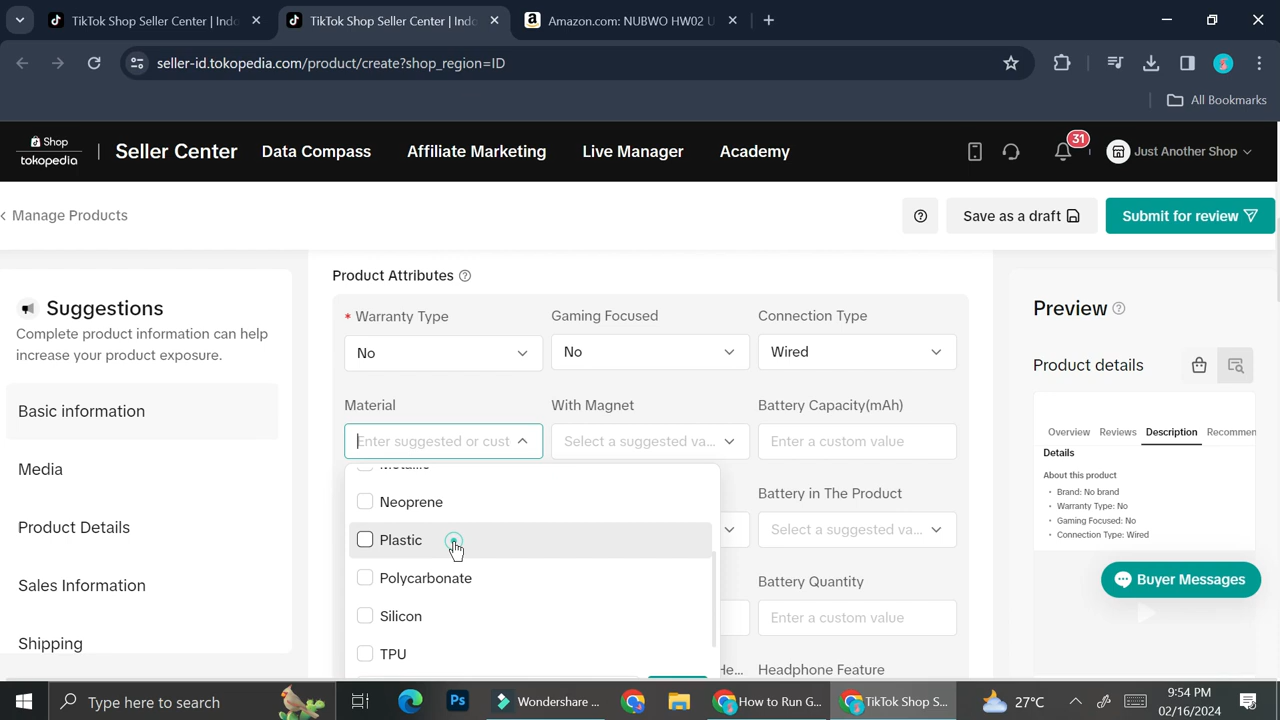 TikTok Shop Seller Center | Indo
TikTok Shop Seller Center | Indo
Amazon.com: NUBWO HW02 U
seller-id.tokopedia.com/product/create?shop_region=ID
All Bookmarks
Shop
tokopedia
Seller Center
Data Compass
Affiliate Marketing
Live Manager
Academy
31
Just Another Shop
< Manage Products
Save as a draft
Submit for review
Suggestions
Complete product information can help
increase your product exposure.
Basic information
Media
Product Details
Sales Information
Shipping
Product Attributes
* Warranty Type
Gaming Focused
Connection Type
No
No
Wired
Material
With Magnet
Battery Capacity(mAh)
Enter suggested or cust
Select a suggested va...
Enter a custom value
Metallic
Neoprene
Plastic
Polycarbonate
Silicon
TPU
Battery in The Product
Select a suggested va...
Battery Quantity
Enter a custom value
He...
Headphone Feature
Preview
Product details
Overview Reviews Description Recommen
Details
About this product
• Brand: No brand
• Warranty Type: No
• Gaming Focused: No
• Connection Type: Wired
Buyer Messages
Type here to search
Wondershare ...
How to Run G...
TikTok Shop S...
27°C
9:54 PM
02/16/2024